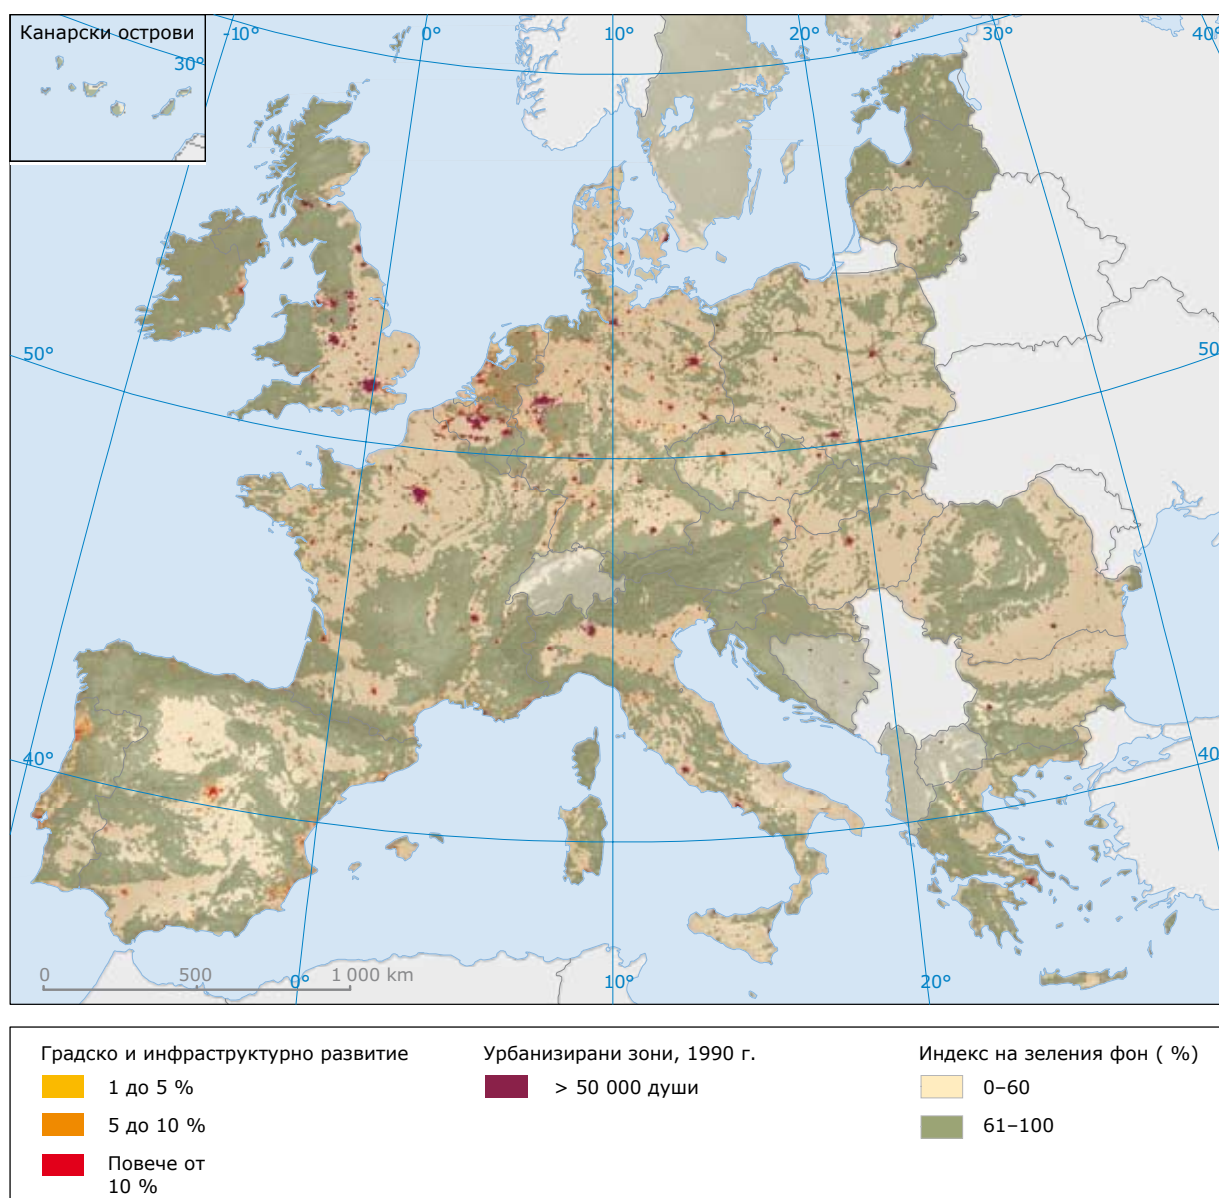 Канарски острови
30°
-10°
0°
10°
20°
30°
40°
50°
50°
40°
40°
0
500
1 000 km
0°
10°
20°
Градско и инфраструктурно развитие
1 до 5 %
5 до 10 %
Повече от
10 %
Урбанизирани зони, 1990 г.
> 50 000 души
Индекс на зеления фон ( %)
0–60
61–100